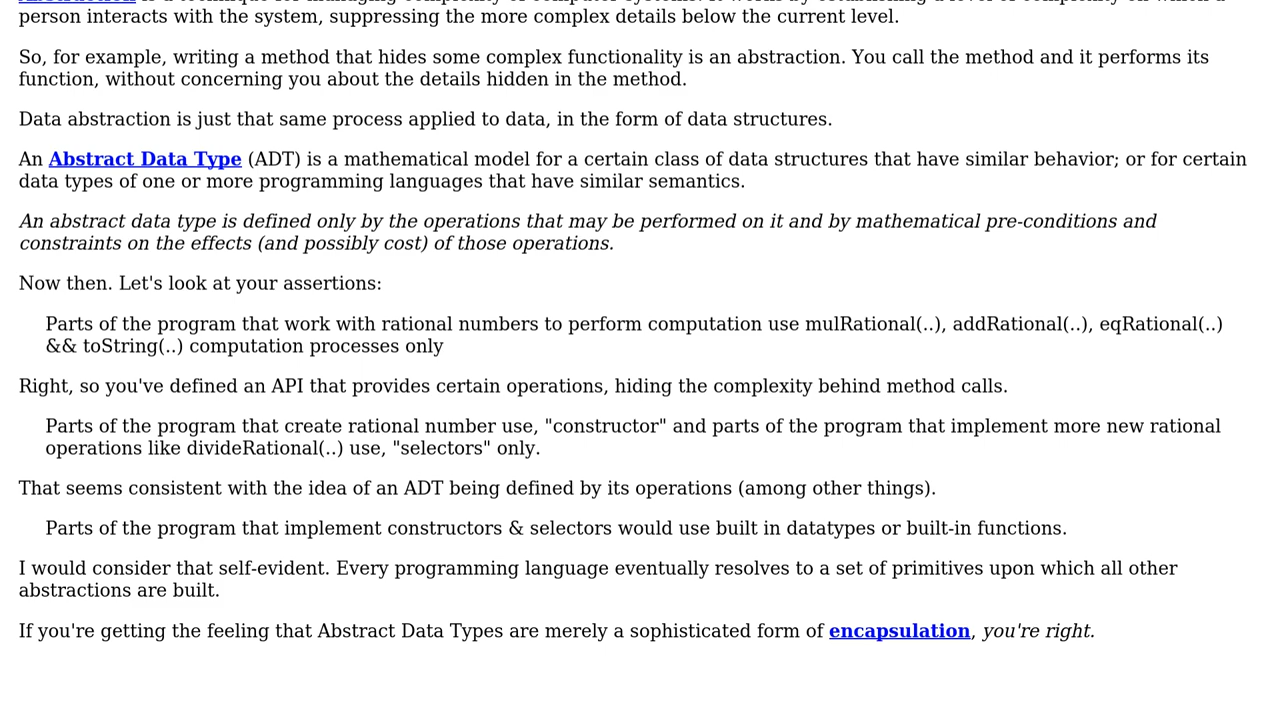 person interacts with the system, suppressing the more complex details below the current level.
So, for example, writing a method that hides some complex functionality is an abstraction. You call the method and it performs its
function, without concerning you about the details hidden in the method.
Data abstraction is just that same process applied to data, in the form of data structures.
An Abstract Data Type (ADT) is a mathematical model for a certain class of data structures that have similar behavior; or for certain
data types of one or more programming languages that have similar semantics.
An abstract data type is defined only by the operations that may be performed on it and by mathematical pre-conditions and
constraints on the effects (and possibly cost) of those operations.
Now then. Let's look at your assertions:
Parts of the program that work with rational numbers to perform computation use mulRational(..), addRational(..), eqRational(..)
&& toString(..) computation processes only
Right, so you've defined an API that provides certain operations, hiding the complexity behind method calls.
Parts of the program that create rational number use, "constructor" and parts of the program that implement more new rational
operations like divideRational(..) use, "selectors" only.
That seems consistent with the idea of an ADT being defined by its operations (among other things).
Parts of the program that implement constructors & selectors would use built in datatypes or built-in functions.
I would consider that self-evident. Every programming language eventually resolves to a set of primitives upon which all other
abstractions are built.
If you're getting the feeling that Abstract Data Types are merely a sophisticated form of encapsulation, you're right.